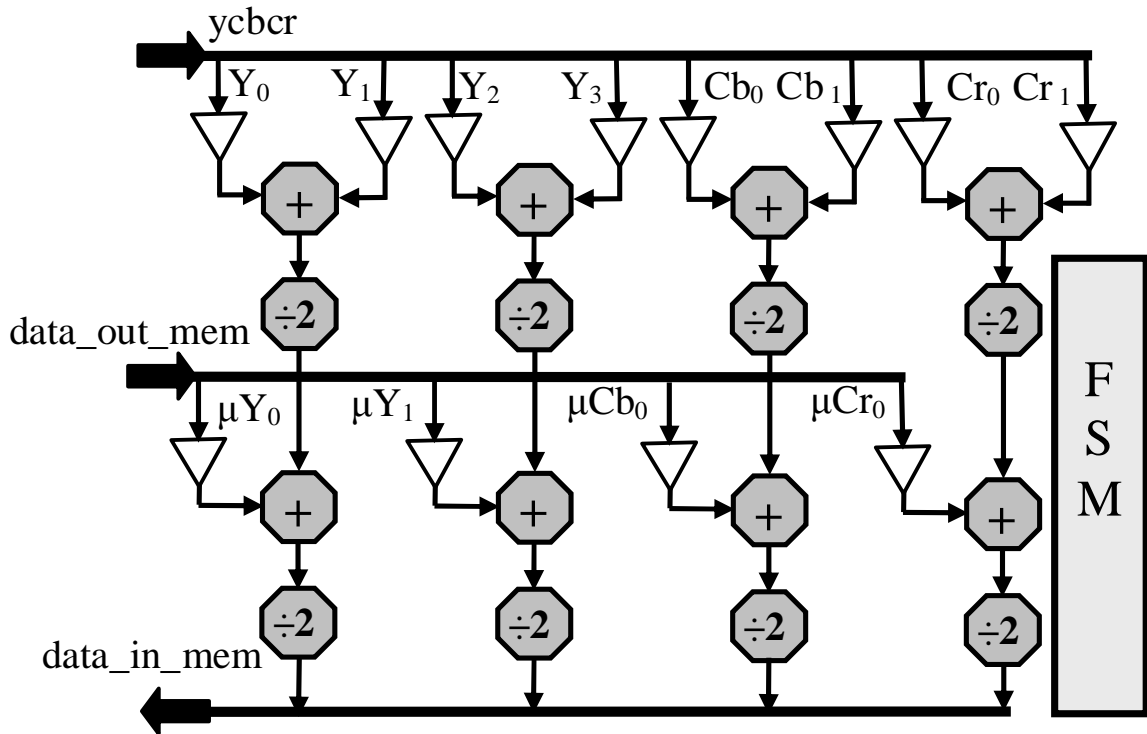 ycbcr
Y₀ Y₁ Y₂ Y₃ Cb₀ Cb₁ Cr₀ Cr₁
+ + + +
÷2 ÷2 ÷2 ÷2
data_out_mem
μY₀ μY₁ μCb₀ μCr₀
+ + + +
÷2 ÷2 ÷2 ÷2
data_in_mem
F
S
M